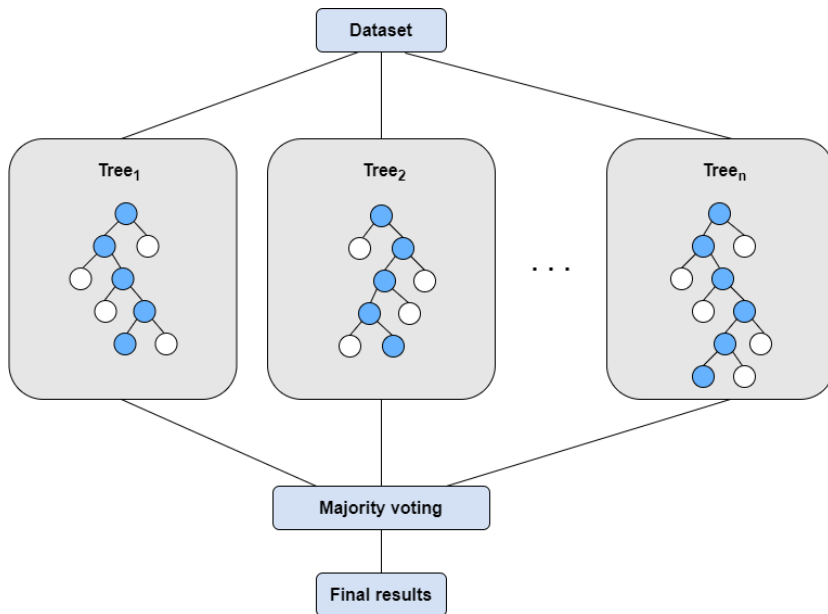 Dataset
Tree1
Tree2
Treen
. . .
Majority voting
Final results